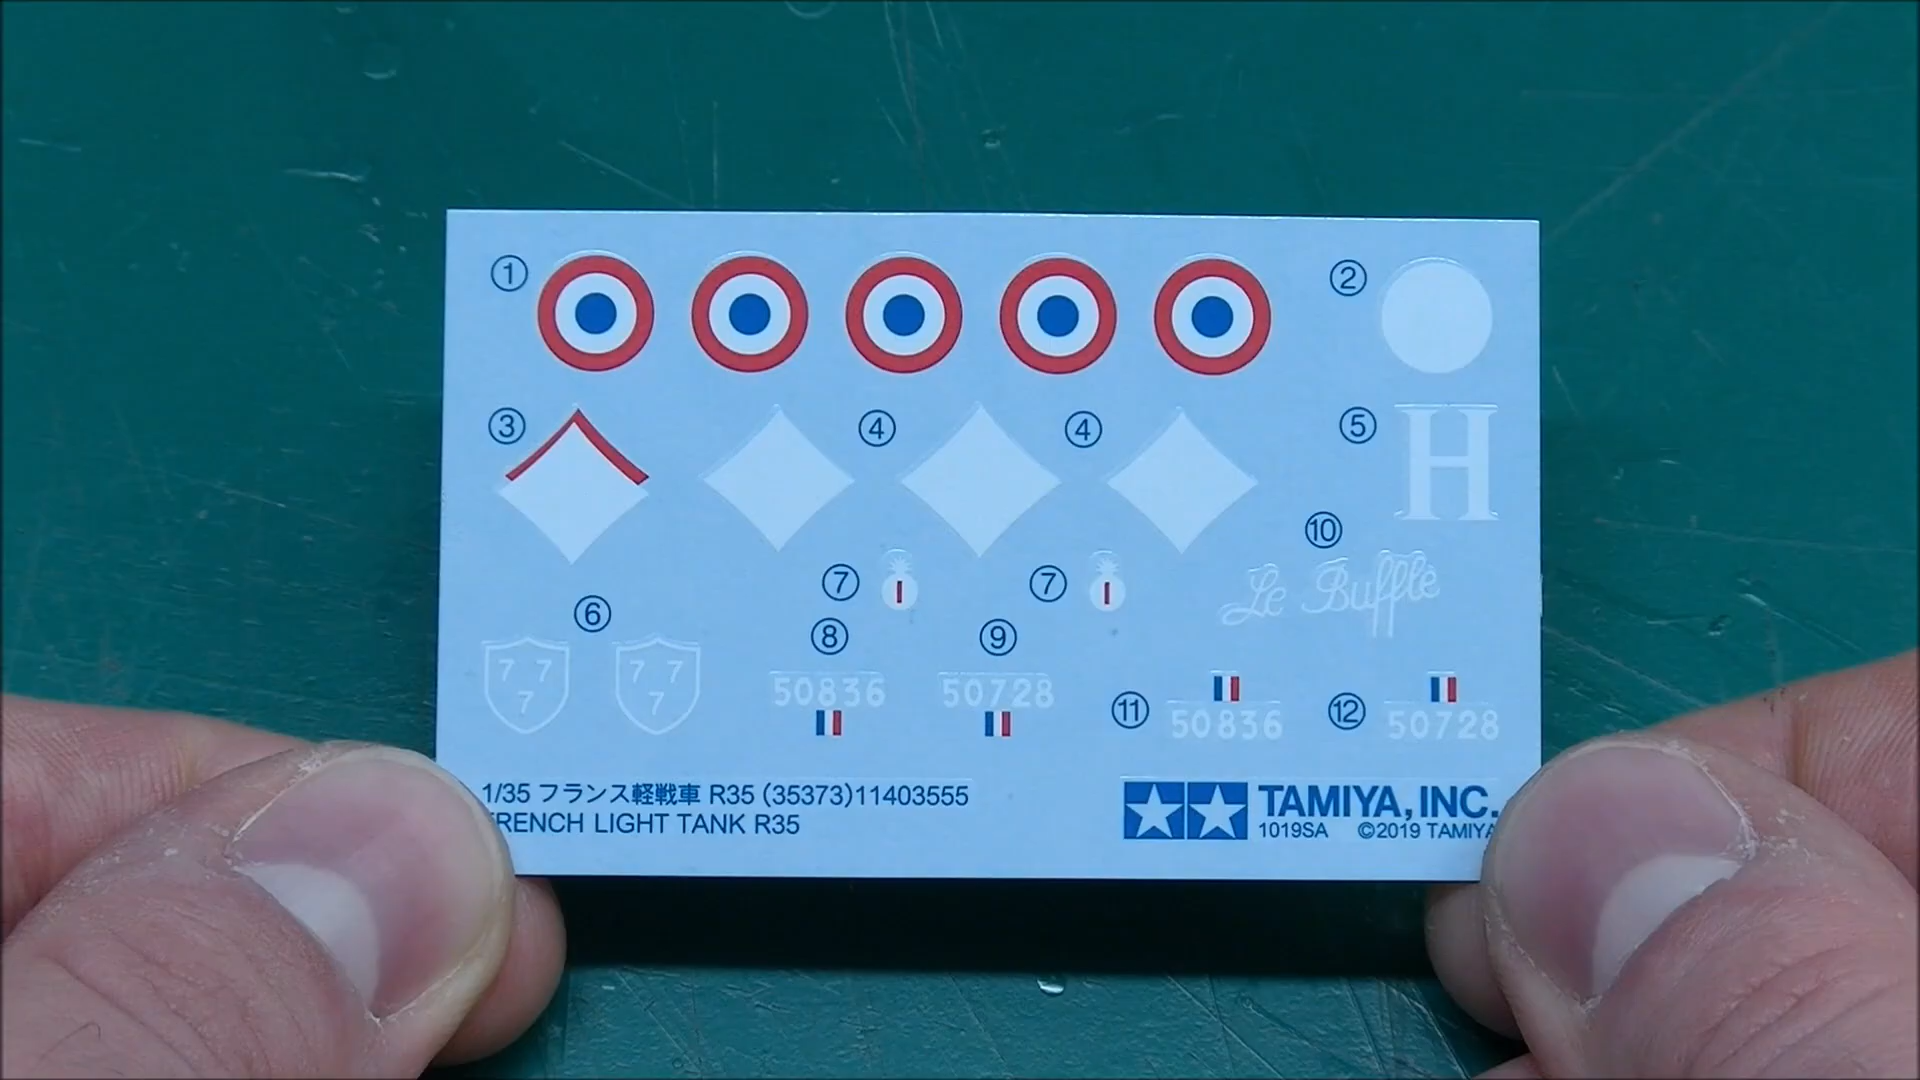 ①
②
③
④
④
⑤
⑩
H
⑦
I
⑦
I
Le Buffle
⑥
⑧
⑨
7 7
7
7 7
7
50836
50728
⑪
50836
⑫
50728
1/35 フランス軽戦車 R35 (35373)11403555
FRENCH LIGHT TANK R35
TAMIYA, INC.
1019SA ©2019 TAMIYA